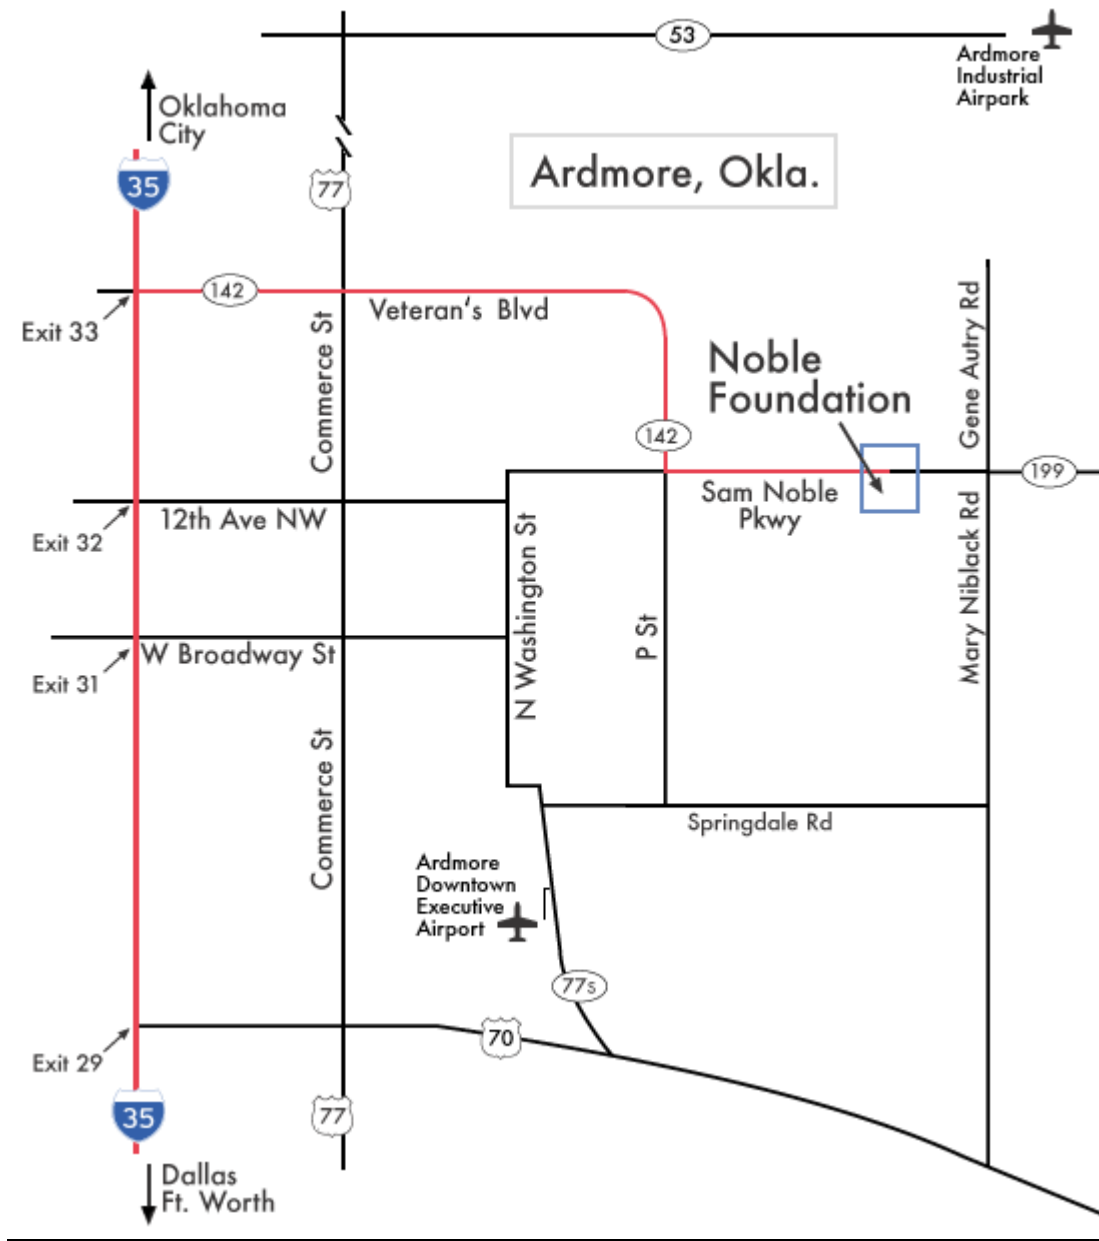 53
Ardmore
Industrial
Airpark
Oklahoma
City
Ardmore, Okla.
35
77
142
Veteran's Blvd
Exit 33
Commerce St
Gene Autry Rd
Noble
Foundation
142
199
Sam Noble
Pkwy
12th Ave NW
Exit 32
N Washington St
P St
Mary Niblack Rd
W Broadway St
Exit 31
Commerce St
Springdale Rd
Ardmore
Downtown
Executive
Airport
77s
70
Exit 29
35
77
Dallas
Ft. Worth